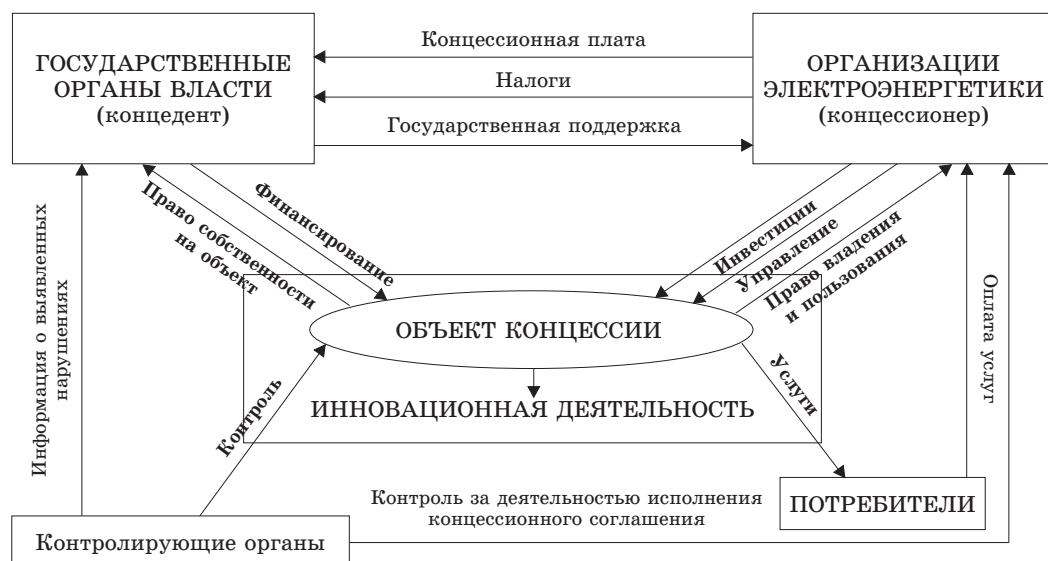 ГОСУДАРСТВЕННЫЕ
ОРГАНЫ ВЛАСТИ
(концедент)
Концессионная плата
Налоги
Государственная поддержка
ОРГАНИЗАЦИИ
ЭЛЕКТРОЭНЕРГЕТИКИ
(концессионер)
Информация о выявленных
нарушениях
Право собственности
на объект
Финансирование
Инвестиции
Управление
Право владения
и пользования
Оплата услуг
ОБЪЕКТ КОНЦЕССИИ
ИННОВАЦИОННАЯ ДЕЯТЕЛЬНОСТЬ
Контроль
Услуги
Контроль за деятельностью исполнения
концессионного соглашения
ПОТРЕБИТЕЛИ
Контролирующие органы